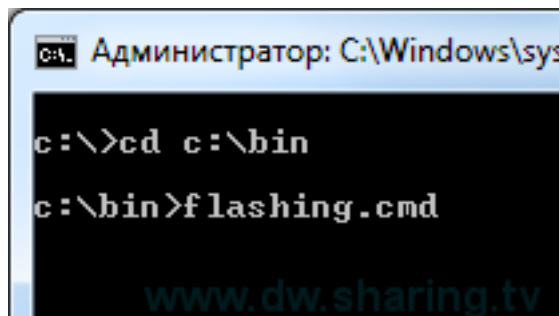 C:\.
Администратор: C:\Windows\sys
c:\>cd c:\bin
c:\bin>flashing.cmd
www.dw.sharing.tv